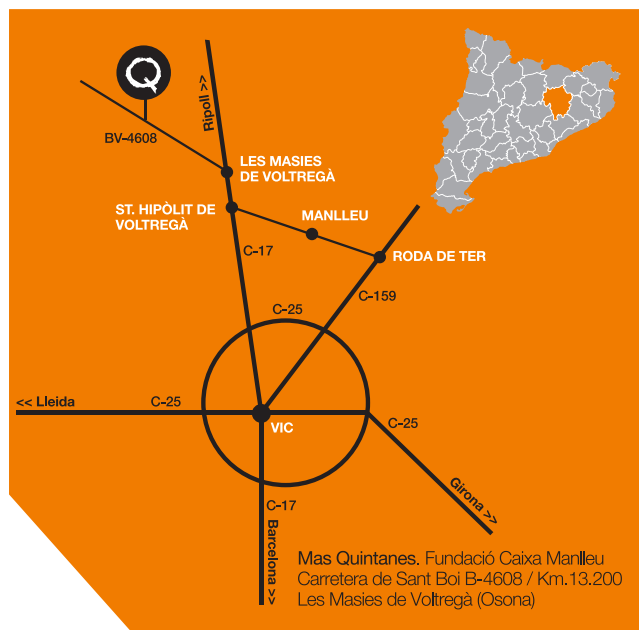 Q
Ripoll >>
BV-4608
LES MASIES
DE VOLTREGÀ
ST. HIPÒLIT DE
VOLTREGÀ
MANLLEU
C-17
RODA DE TER
C-159
C-25
<< Lleida
C-25
VIC
C-25
Girona >>
C-17
Barcelona >>
Mas Quintanes. Fundació Caixa Manlleu
Carretera de Sant Boi B-4608 / Km.13.200
Les Masies de Voltregà (Osona)